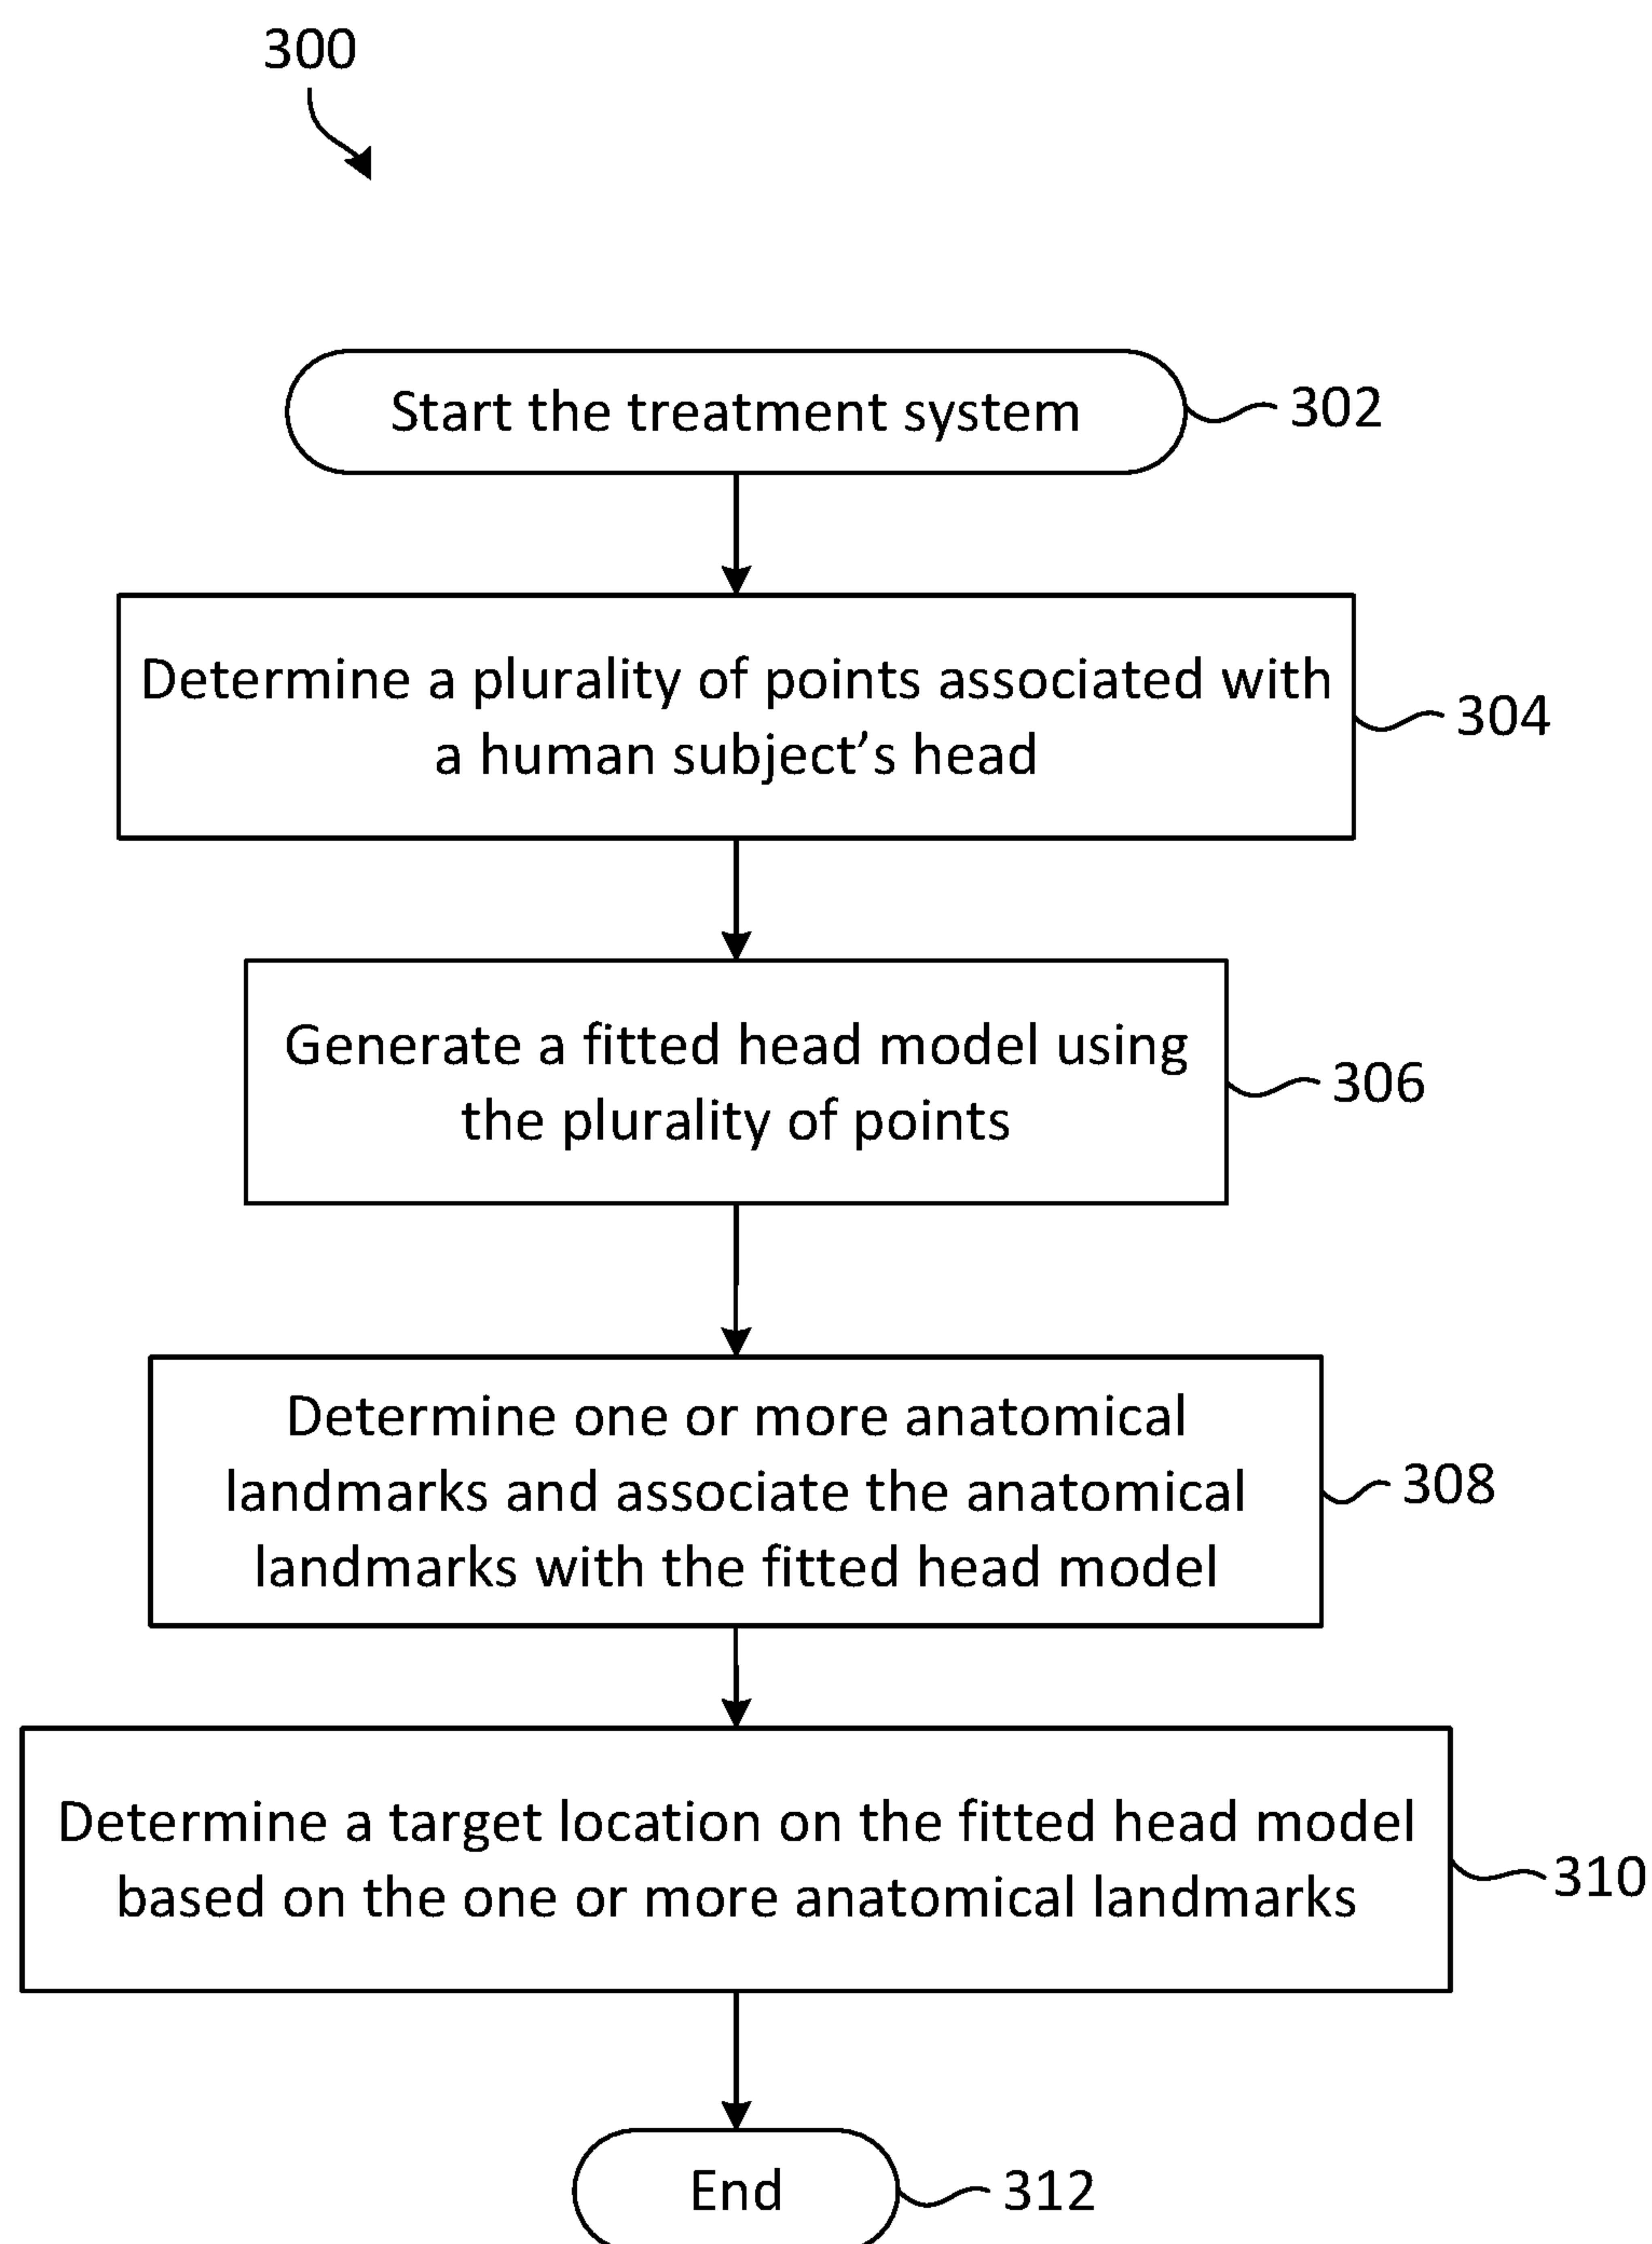 300
Start the treatment system
302
Determine a plurality of points associated with
a human subject’s head
304
Generate a fitted head model using
the plurality of points
306
Determine one or more anatomical
landmarks and associate the anatomical
landmarks with the fitted head model
308
Determine a target location on the fitted head model
based on the one or more anatomical landmarks
310
End
312